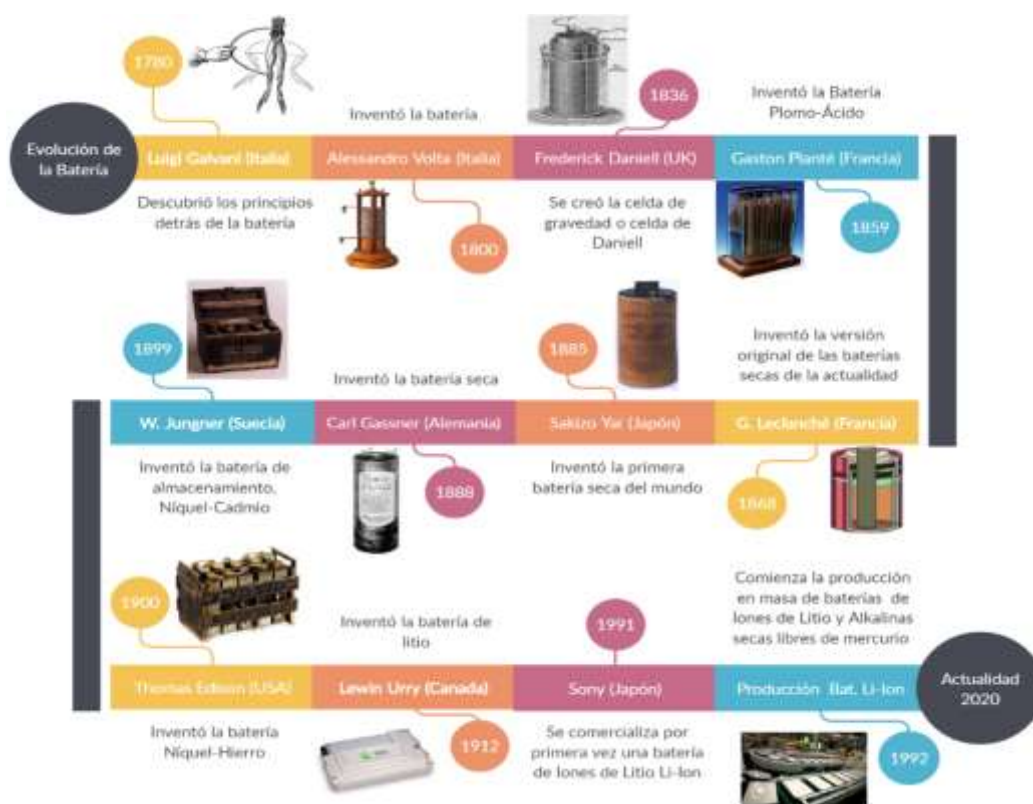 Evolución de
la Batería
1780
Luigi Galvani (Italia)
Descubrió los principios
detrás de la batería
Inventó la batería
Alessandro Volta (Italia)
1800
1836
Frederick Daniell (UK)
Se creó la celda de
gravedad o celda de
Daniell
Inventó la Batería
Plomo-Ácido
Gaston Planté (Francia)
1859
Inventó la versión
original de las baterías
secas de la actualidad
G. Leclanché (Francia)
1868
1885
Sakizo Yai (Japón)
Inventó la primera
batería seca del mundo
Inventó la batería seca
Carl Gassner (Alemania)
1888
1899
W. Jungner (Suecia)
Inventó la batería de
almacenamiento,
Níquel-Cadmio
1900
Thomas Edison (USA)
Inventó la batería
Níquel-Hierro
Inventó la batería de
litio
Lewin Urry (Canada)
1912
1991
Sony (Japón)
Se comercializa por
primera vez una batería
de Iones de Litio Li-Ion
Comienza la producción
en masa de baterías de
Iones de Litio y Alkalinas
secas libres de mercurio
Producción Bat. Li-Ion
1992
Actualidad
2020